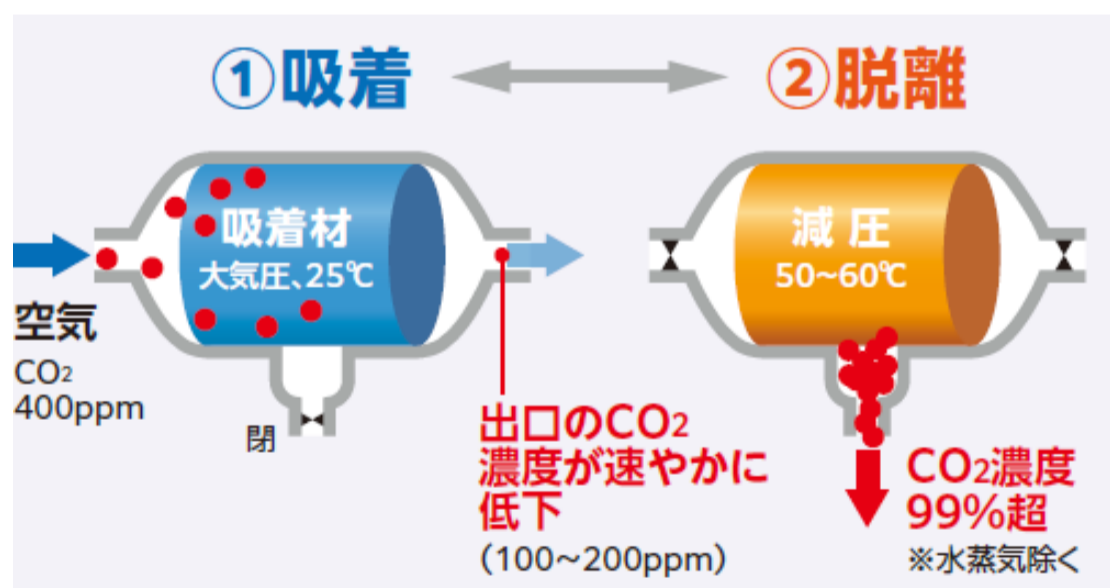 ①吸着
②脱離
吸着材
大気圧、25℃
減圧
50~60℃
空気
CO₂
400ppm
閉
出口のCO₂
濃度が速やかに
低下
(100~200ppm)
CO₂濃度
99%超
※水蒸気除く